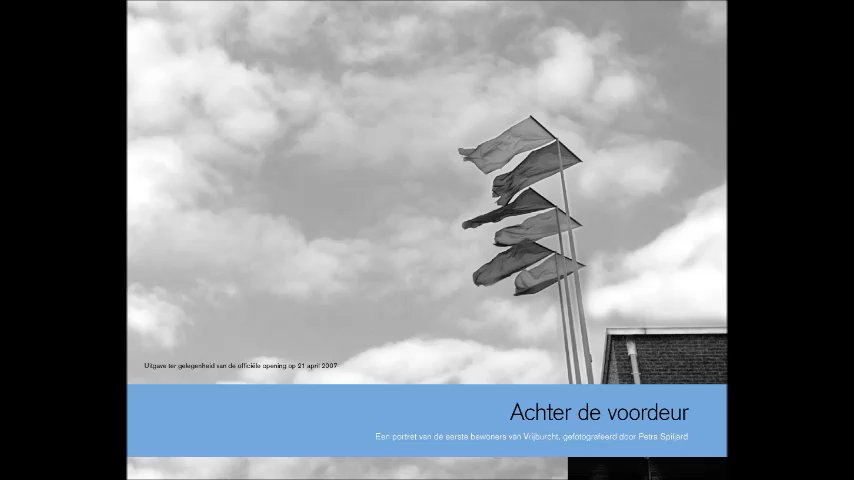 Uitgave ter gelegenheid van de officiële opening op 21 april 2007
Achter de voordeur
Een portret van de eerste bewoners van Vrijburcht, gefotografeerd door Petra Spiljard